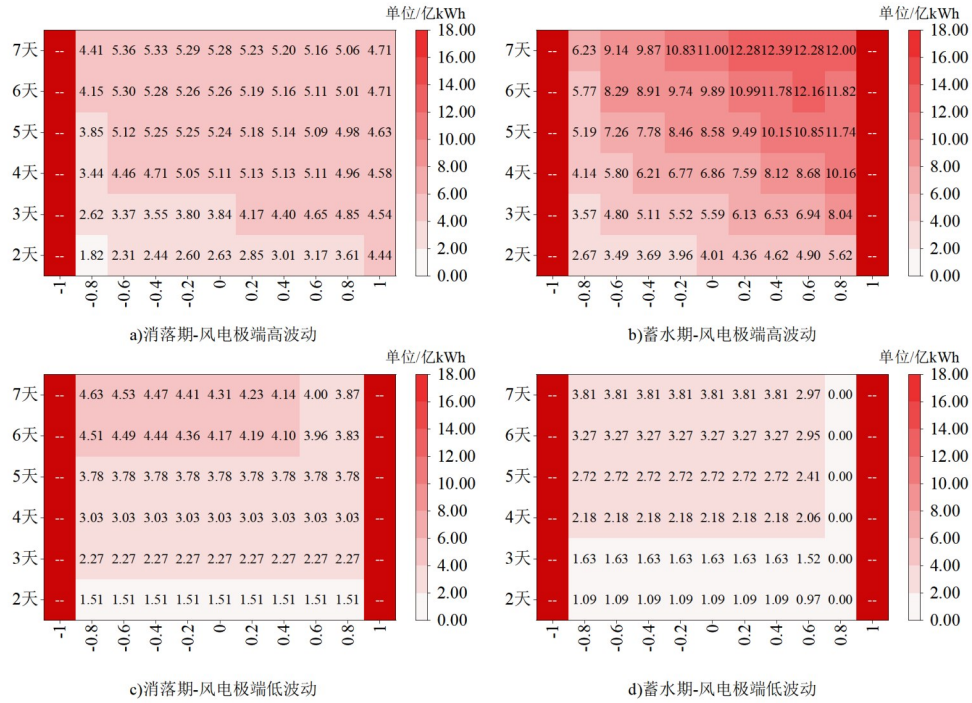 单位/亿kWh
7天 -- 4.41 5.36 5.33 5.29 5.28 5.23 5.20 5.16 5.06 4.71 18.00
16.00
6天 -- 4.15 5.30 5.28 5.26 5.26 5.19 5.16 5.11 5.01 4.71 14.00
12.00
5天 -- 3.85 5.12 5.25 5.25 5.24 5.18 5.14 5.09 4.98 4.63 10.00
4天 -- 3.44 4.46 4.71 5.05 5.11 5.13 5.13 5.11 4.96 4.58 8.00
6.00
3天 -- 2.62 3.37 3.55 3.80 3.84 4.17 4.40 4.65 4.85 4.54 4.00
2.00
2天 -- 1.82 2.31 2.44 2.60 2.63 2.85 3.01 3.17 3.61 4.44 0.00
-1 -0.8 -0.6 -0.4 -0.2 0 0.2 0.4 0.6 0.8 1
a)消落期-风电极端高波动
单位/亿kWh
7天 -- 6.23 9.14 9.87 10.83 11.00 12.28 12.39 12.28 12.00 -- 18.00
16.00
6天 -- 5.77 8.29 8.91 9.74 9.89 10.99 11.78 12.16 11.82 -- 14.00
12.00
5天 -- 5.19 7.26 7.78 8.46 8.58 9.49 10.15 10.85 11.74 -- 10.00
4天 -- 4.14 5.80 6.21 6.77 6.86 7.59 8.12 8.68 10.16 -- 8.00
6.00
3天 -- 3.57 4.80 5.11 5.52 5.59 6.13 6.53 6.94 8.04 -- 4.00
2.00
2天 -- 2.67 3.49 3.69 3.96 4.01 4.36 4.62 4.90 5.62 -- 0.00
-1 -0.8 -0.6 -0.4 -0.2 0 0.2 0.4 0.6 0.8 1
b)蓄水期-风电极端高波动
单位/亿kWh
7天 -- 4.63 4.53 4.47 4.41 4.31 4.23 4.14 4.00 3.87 -- 18.00
16.00
6天 -- 4.51 4.49 4.44 4.36 4.17 4.19 4.10 3.96 3.83 -- 14.00
12.00
5天 -- 3.78 3.78 3.78 3.78 3.78 3.78 3.78 3.78 3.78 -- 10.00
4天 -- 3.03 3.03 3.03 3.03 3.03 3.03 3.03 3.03 3.03 -- 8.00
6.00
3天 -- 2.27 2.27 2.27 2.27 2.27 2.27 2.27 2.27 2.27 -- 4.00
2.00
2天 -- 1.51 1.51 1.51 1.51 1.51 1.51 1.51 1.51 1.51 -- 0.00
-1 -0.8 -0.6 -0.4 -0.2 0 0.2 0.4 0.6 0.8 1
c)消落期-风电极端低波动
单位/亿kWh
7天 -- 3.81 3.81 3.81 3.81 3.81 3.81 3.81 2.97 0.00 -- 18.00
16.00
6天 -- 3.27 3.27 3.27 3.27 3.27 3.27 3.27 2.95 0.00 -- 14.00
12.00
5天 -- 2.72 2.72 2.72 2.72 2.72 2.72 2.72 2.41 0.00 -- 10.00
4天 -- 2.18 2.18 2.18 2.18 2.18 2.18 2.18 2.06 0.00 -- 8.00
6.00
3天 -- 1.63 1.63 1.63 1.63 1.63 1.63 1.63 1.52 0.00 -- 4.00
2.00
2天 -- 1.09 1.09 1.09 1.09 1.09 1.09 1.09 0.97 0.00 -- 0.00
-1 -0.8 -0.6 -0.4 -0.2 0 0.2 0.4 0.6 0.8 1
d)蓄水期-风电极端低波动